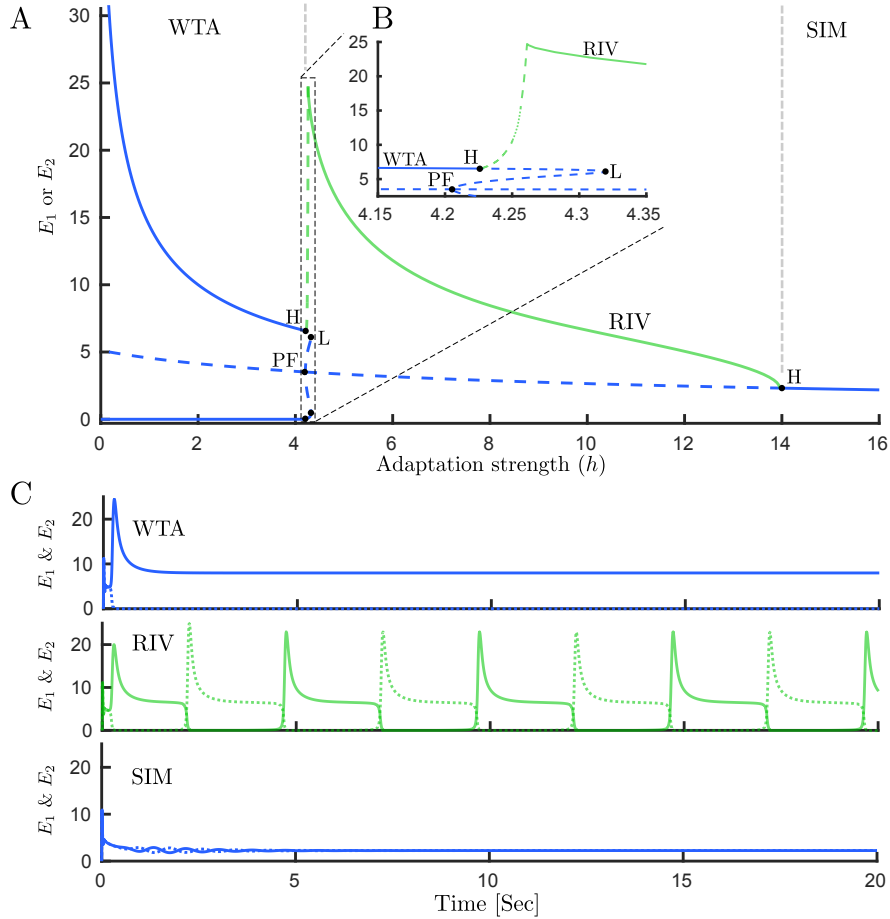 A
WTA
B
SIM
E₁ or E₂
30
25
20
15
10
5
0
H
L
PF
RIV
H
0 2 4 6 8 10 12 14 16
Adaptation strength (h)
25
20
15
10
5
RIV
H
WTA
L
PF
4.15 4.2 4.25 4.3 4.35
C
E₁ & E₂
20
10
0
WTA
E₁ & E₂
20
10
0
RIV
E₁ & E₂
20
10
0
SIM
0 5 10 15 20
Time [Sec]